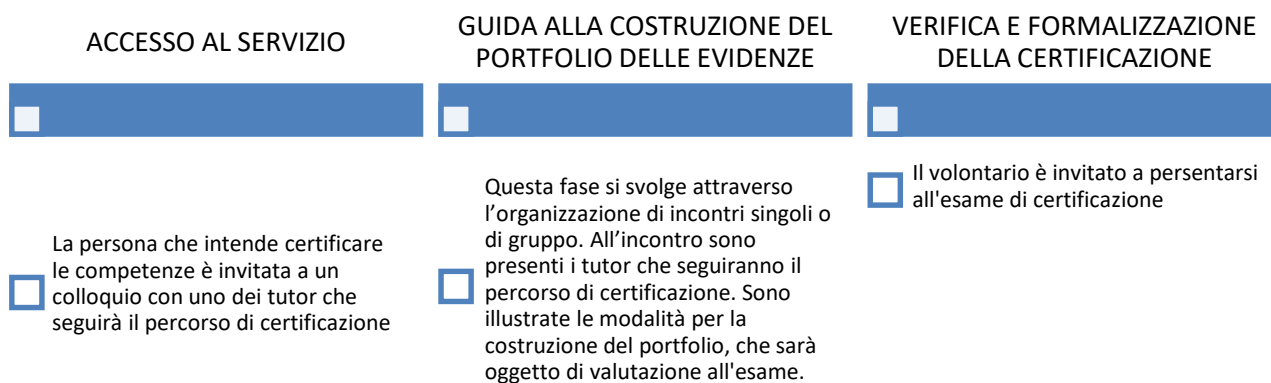 ACCESSO AL SERVIZIO
La persona che intende certificare
le competenze è invitata a un
colloquio con uno dei tutor che
seguirà il percorso di certificazione
GUIDA ALLA COSTRUZIONE DEL
PORTFOLIO DELLE EVIDENZE
Questa fase si svolge attraverso
l’organizzazione di incontri singoli o
di gruppo. All’incontro sono
presenti i tutor che seguiranno il
percorso di certificazione. Sono
illustrate le modalità per la
costruzione del portfolio, che sarà
oggetto di valutazione all'esame.
VERIFICA E FORMALIZZAZIONE
DELLA CERTIFICAZIONE
Il volontario è invitato a persentarsi
all'esame di certificazione